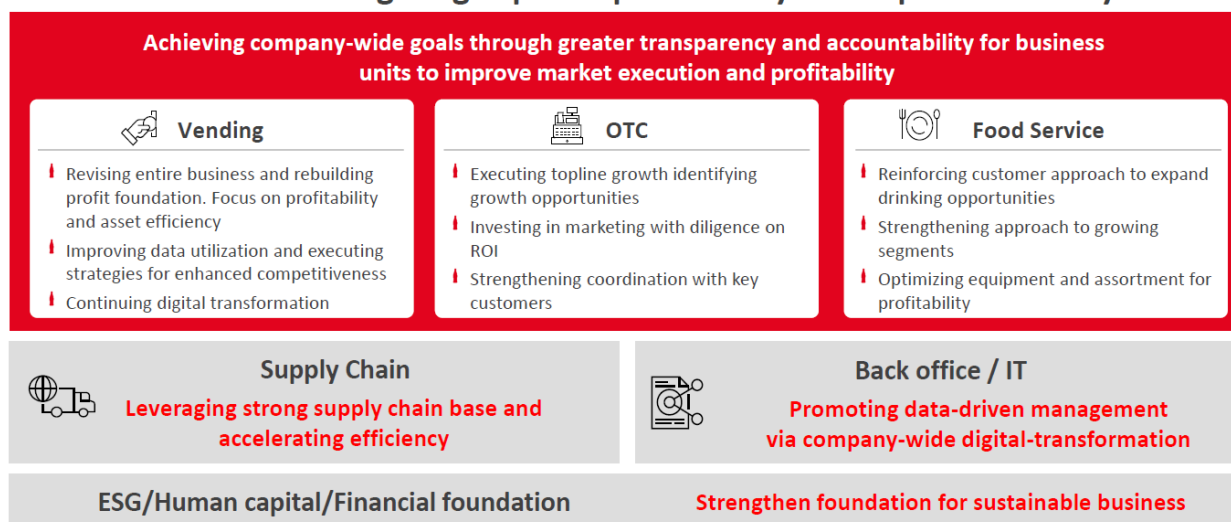 Achieving company-wide goals through greater transparency and accountability for business
units to improve market execution and profitability
Vending
Revising entire business and rebuilding
profit foundation. Focus on profitability
and asset efficiency
Improving data utilization and executing
strategies for enhanced competitiveness
Continuing digital transformation
OTC
Executing topline growth identifying
growth opportunities
Investing in marketing with diligence on
ROI
Strengthening coordination with key
customers
Food Service
Reinforcing customer approach to expand
drinking opportunities
Strengthening approach to growing
segments
Optimizing equipment and assortment for
profitability
Supply Chain
Leveraging strong supply chain base and
accelerating efficiency
Back office / IT
Promoting data-driven management
via company-wide digital-transformation
ESG/Human capital/Financial foundation
Strengthen foundation for sustainable business